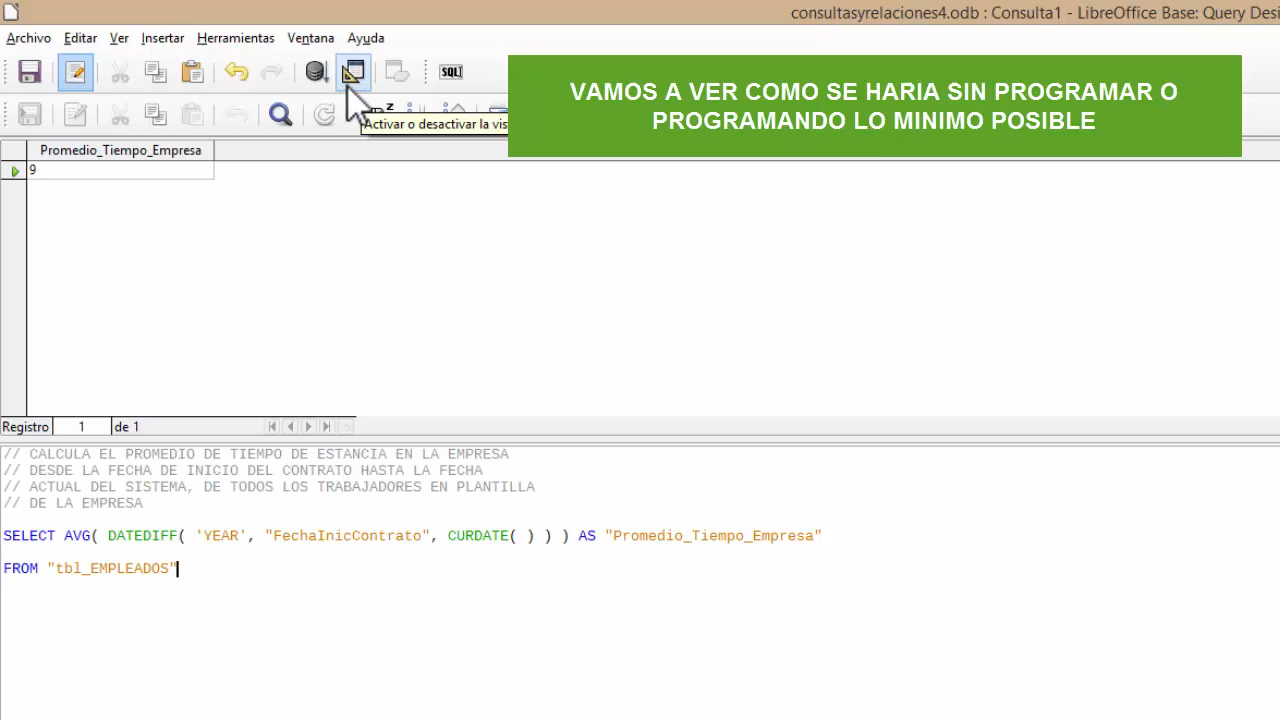 consultasyrelaciones4.odb : Consulta1 - LibreOffice Base: Query Desi
Archivo Editar Ver Insertar Herramientas Ventana Ayuda
SQL
VAMOS A VER COMO SE HARIA SIN PROGRAMAR O
PROGRAMANDO LO MINIMO POSIBLE
Activar o desactivar la vis
Promedio_Tiempo_Empresa
9
Registro 1 de 1
// CALCULA EL PROMEDIO DE TIEMPO DE ESTANCIA EN LA EMPRESA
// DESDE LA FECHA DE INICIO DEL CONTRATO HASTA LA FECHA
// ACTUAL DEL SISTEMA, DE TODOS LOS TRABAJADORES EN PLANTILLA
// DE LA EMPRESA
SELECT AVG( DATEDIFF( 'YEAR', "FechaInicContrato", CURDATE( ) ) ) AS "Promedio_Tiempo_Empresa"
FROM "tbl_EMPLEADOS"